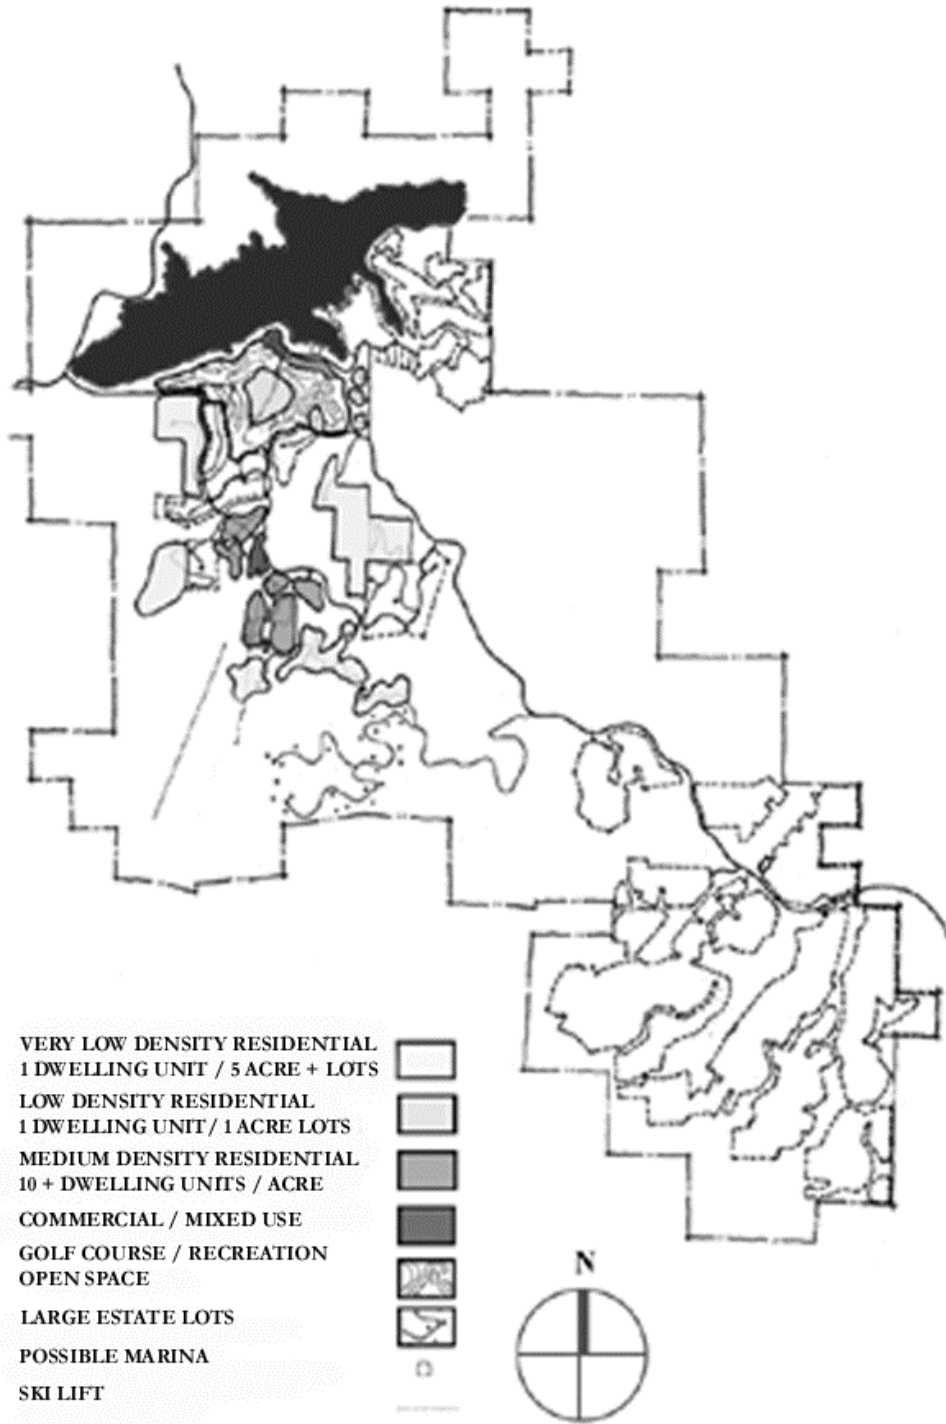 VERY LOW DENSITY RESIDENTIAL
1 DWELLING UNIT / 5 ACRE + LOTS
LOW DENSITY RESIDENTIAL
1 DWELLING UNIT/ 1 ACRE LOTS
MEDIUM DENSITY RESIDENTIAL
10 + DWELLING UNITS / ACRE
COMMERCIAL / MIXED USE
GOLF COURSE / RECREATION
OPEN SPACE
LARGE ESTATE LOTS
POSSIBLE MARINA
SKI LIFT
N